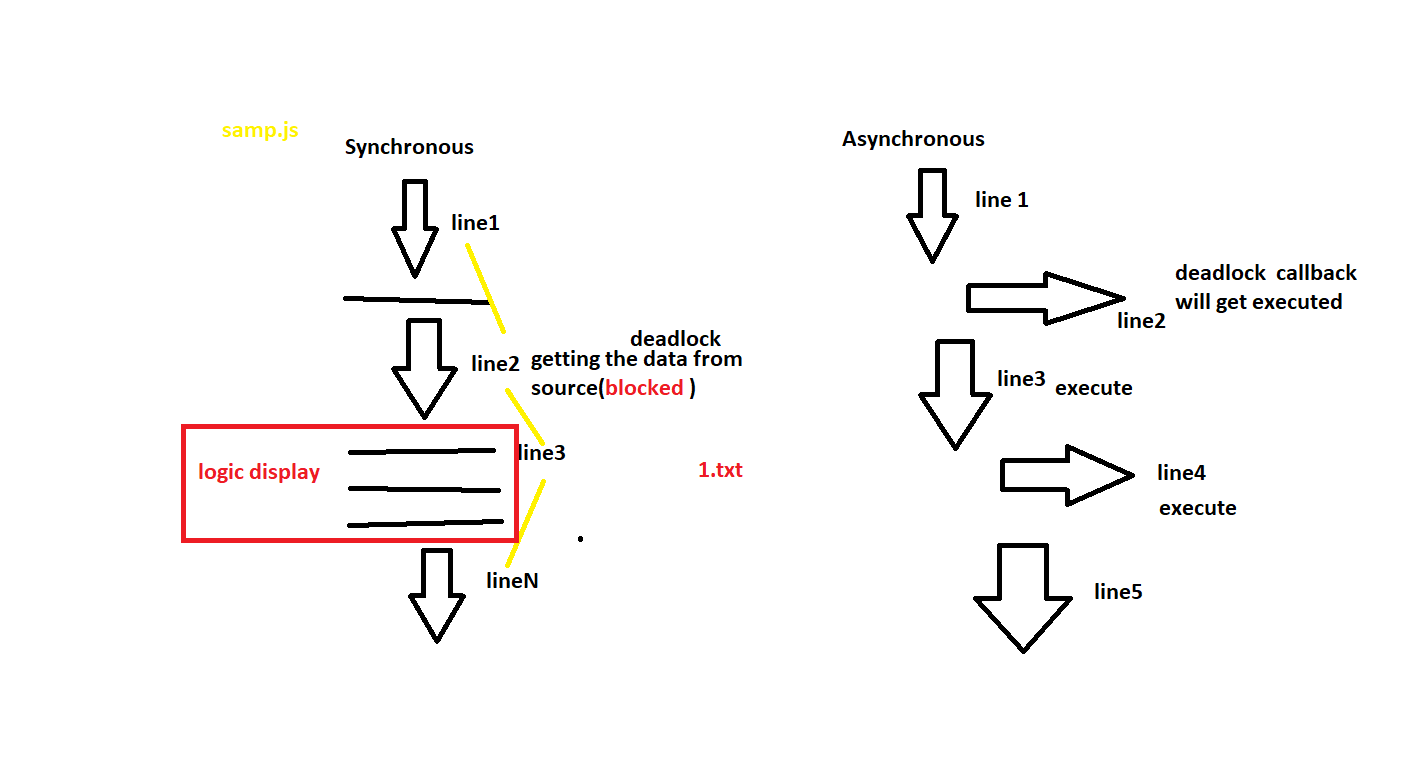 samp.js
Synchronous
line1
line2
deadlock
getting the data from
source(blocked )
line3
logic display
1.txt
lineN
Asynchronous
line 1
deadlock  callback
will get executed
line2
line3
execute
line4
execute
line5